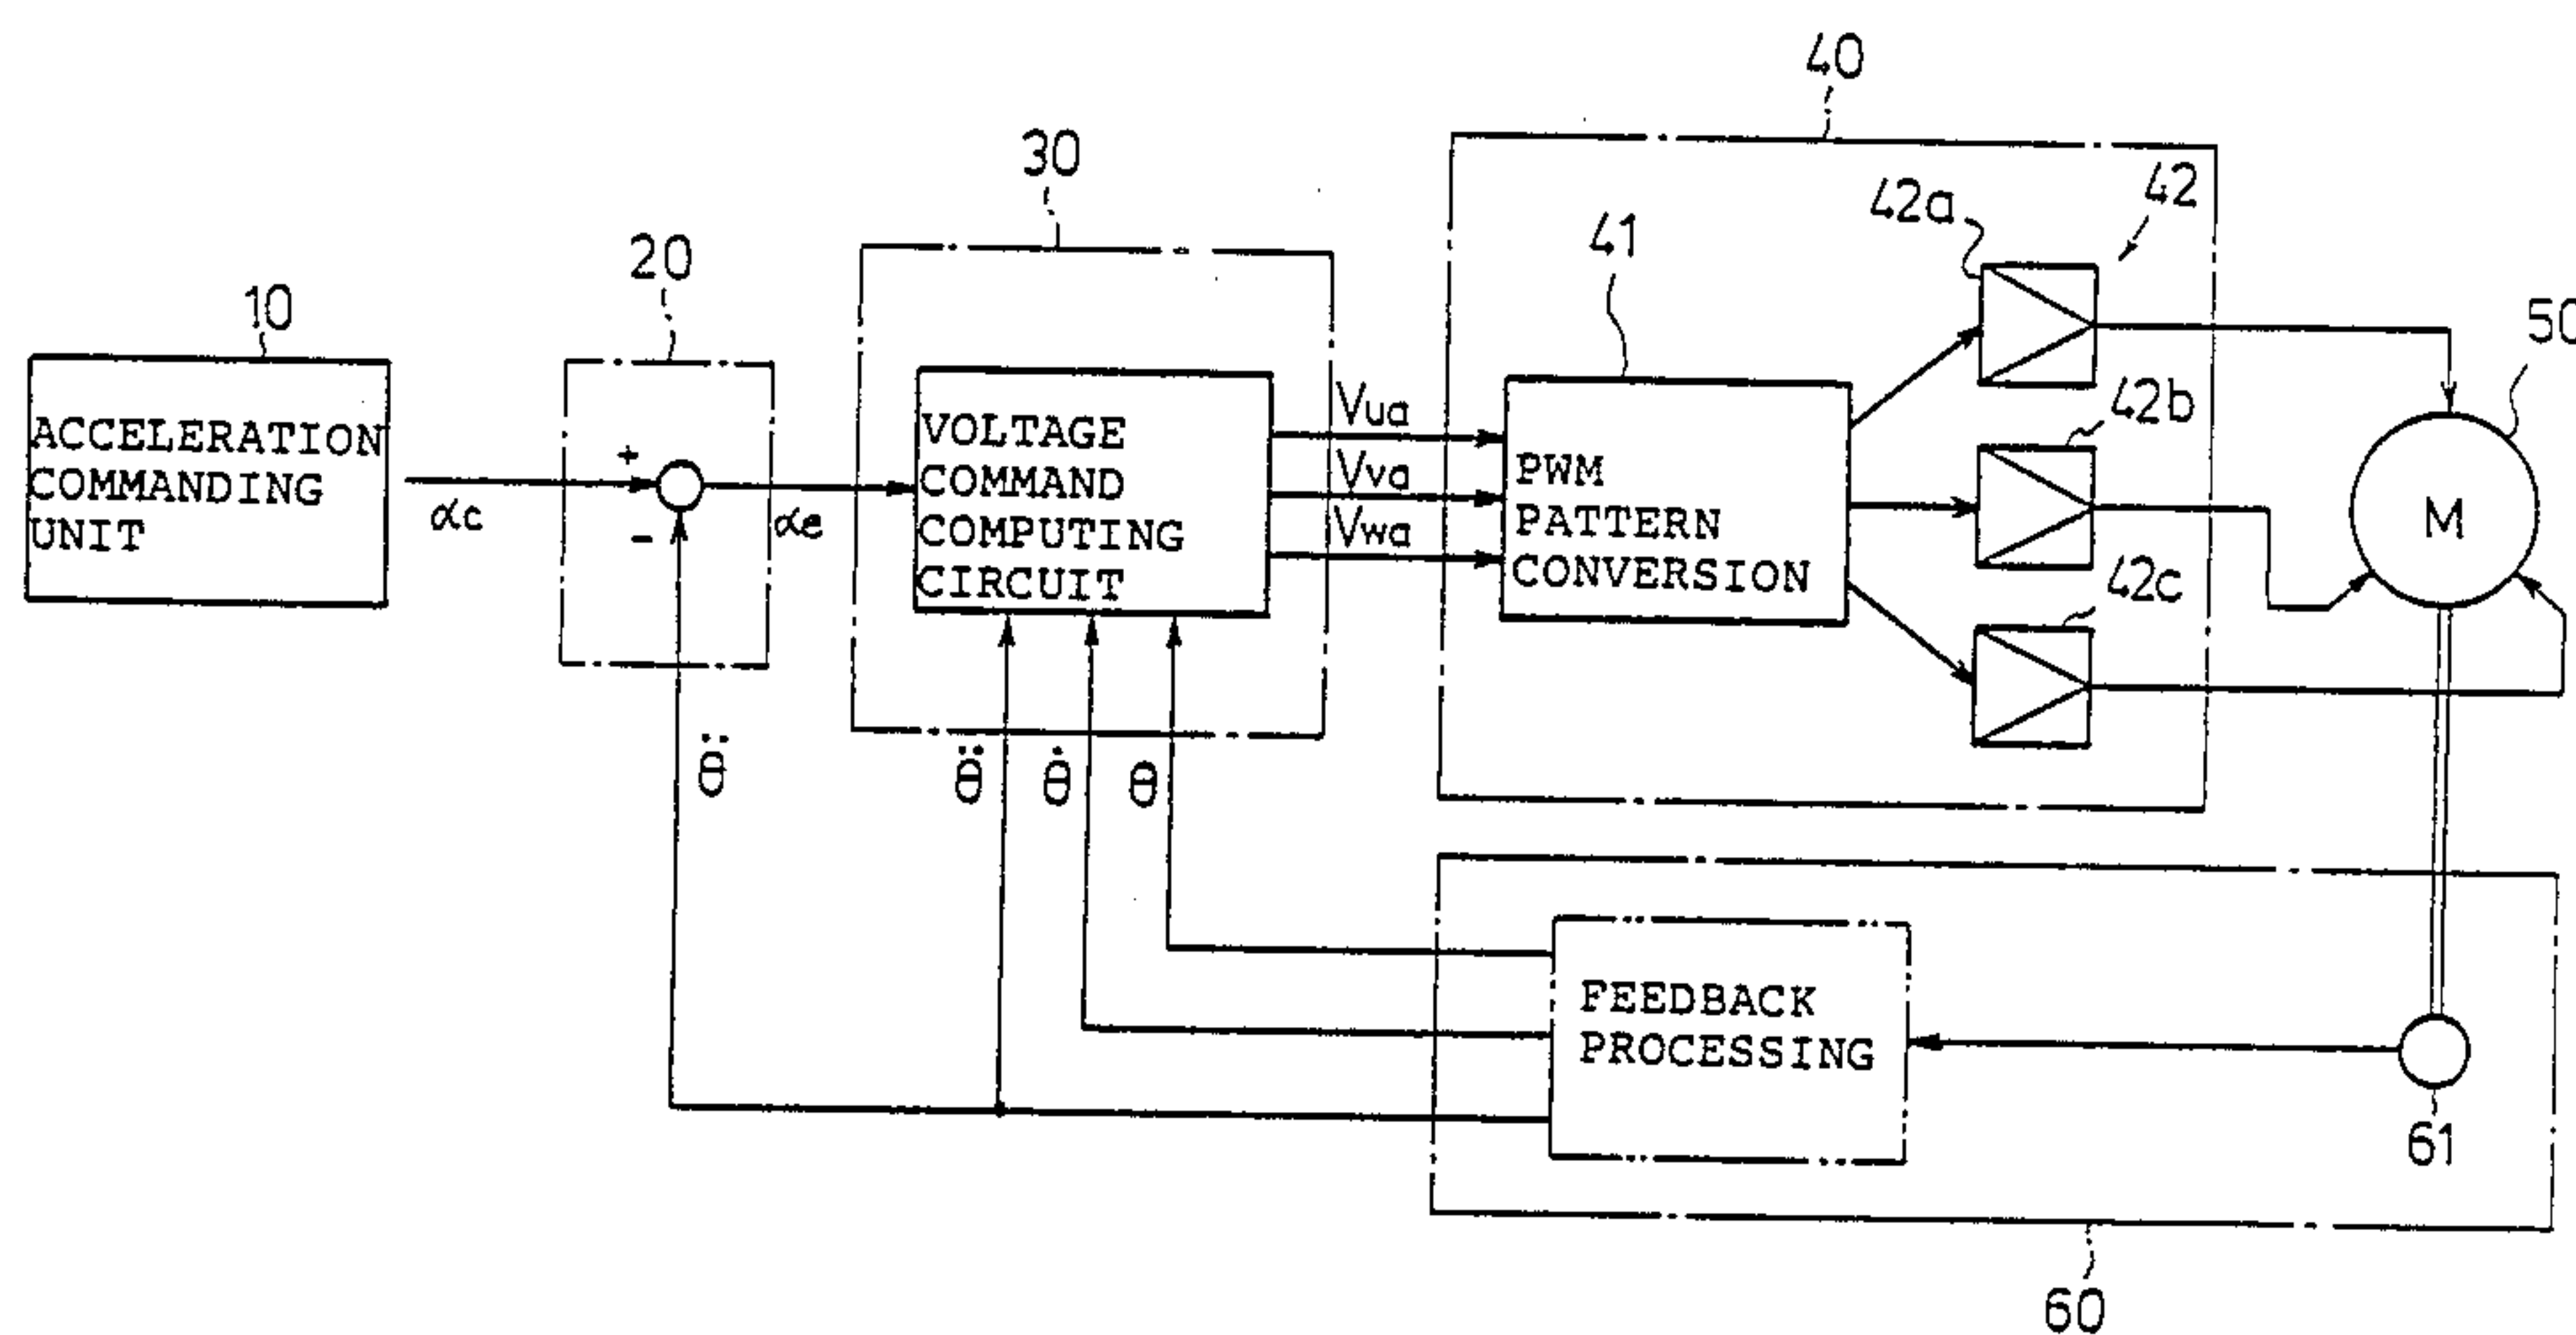 40
30
42
42a
41
20
10
50
ACCELERATION
COMMANDING
UNIT
αc
+
-
αe
VOLTAGE
COMMAND
COMPUTING
CIRCUIT
Vua
Vva
Vwa
PWM
PATTERN
CONVERSION
42b
42c
M
θ̈
θ̈
θ̇
θ
FEEDBACK
PROCESSING
61
60